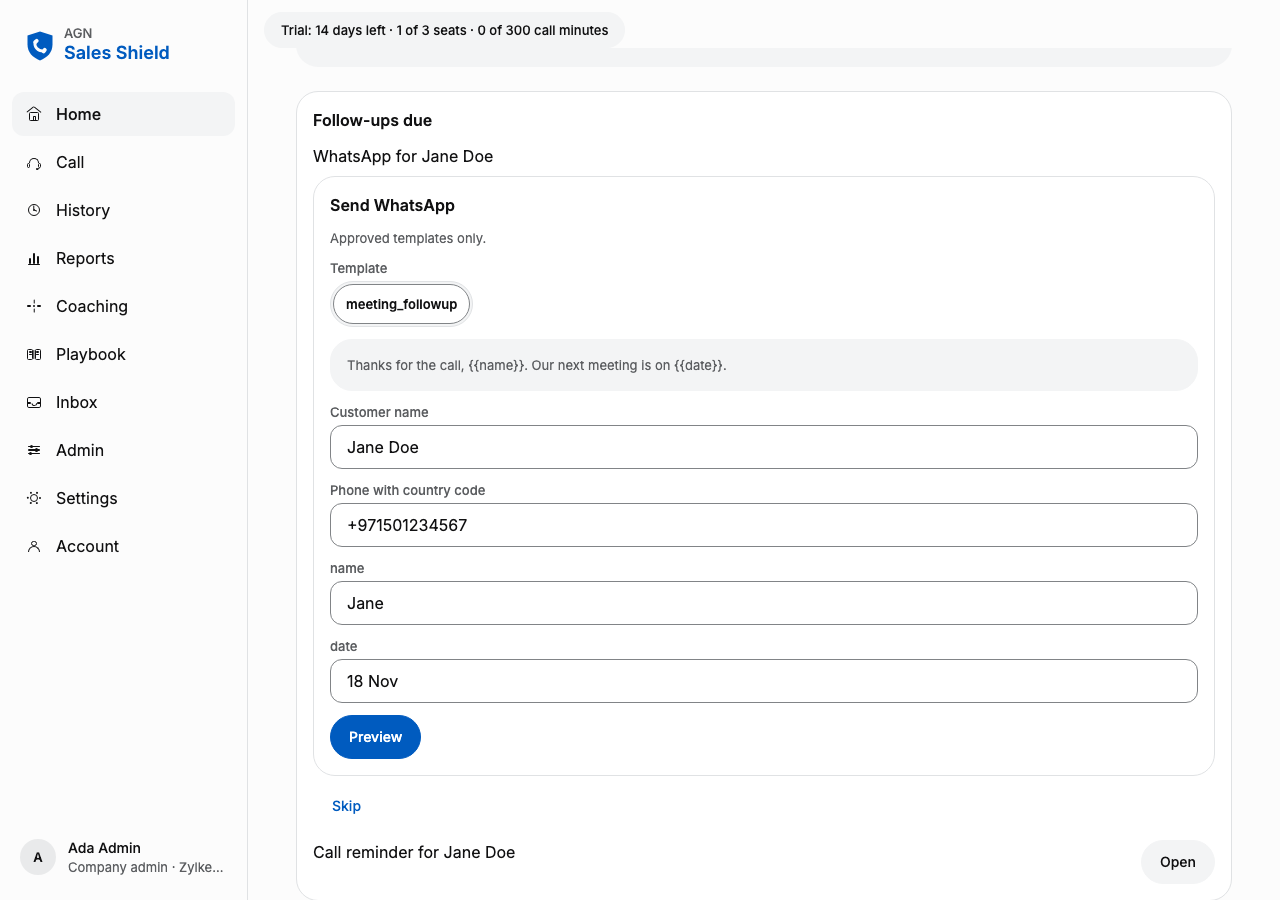 AGN
Sales Shield
Home
Call
History
Reports
Coaching
Playbook
Inbox
Admin
Settings
Account
A
Ada Admin
Company admin · Zylke...
Trial: 14 days left · 1 of 3 seats · 0 of 300 call minutes
Follow-ups due
WhatsApp for Jane Doe
Send WhatsApp
Approved templates only.
Template
meeting_followup
Thanks for the call, {{name}}. Our next meeting is on {{date}}.
Customer name
Jane Doe
Phone with country code
+971501234567
name
Jane
date
18 Nov
Preview
Skip
Call reminder for Jane Doe
Open